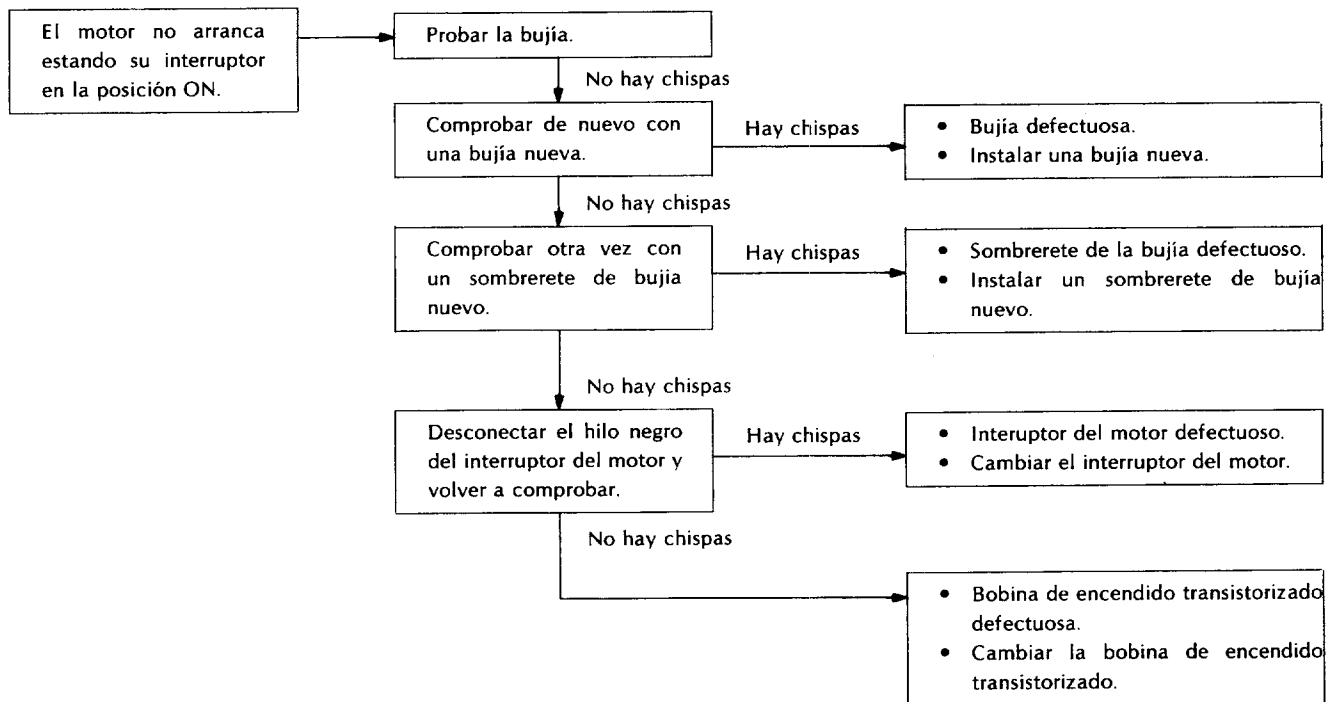 El motor no arranca
estando su interruptor
en la posición ON.
Probar la bujía.
No hay chispas
Comprobar de nuevo con
una bujía nueva.
Hay chispas
• Bujía defectuosa.
• Instalar una bujía nueva.
No hay chispas
Comprobar otra vez con
un sombrerete de bujia
nuevo.
Hay chispas
• Sombrerete de la bujía defectuoso.
• Instalar un sombrerete de bujía
nuevo.
No hay chispas
Desconectar el hilo negro
del interruptor del motor y
volver a comprobar.
Hay chispas
• Interuptor del motor defectuoso.
• Cambiar el interruptor del motor.
No hay chispas
• Bobina de encendido transistorizado
defectuosa.
• Cambiar la bobina de encendido
transistorizado.